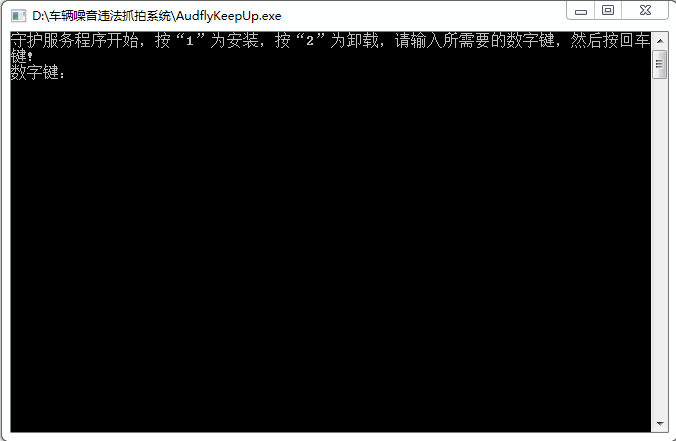 D:\车辆噪音违法抓拍系统\AudflyKeepUp.exe
守护服务程序开始，按“1”为安装，按“2”为卸载，请输入所需要的数字键，然后按回车
键！
数字键：